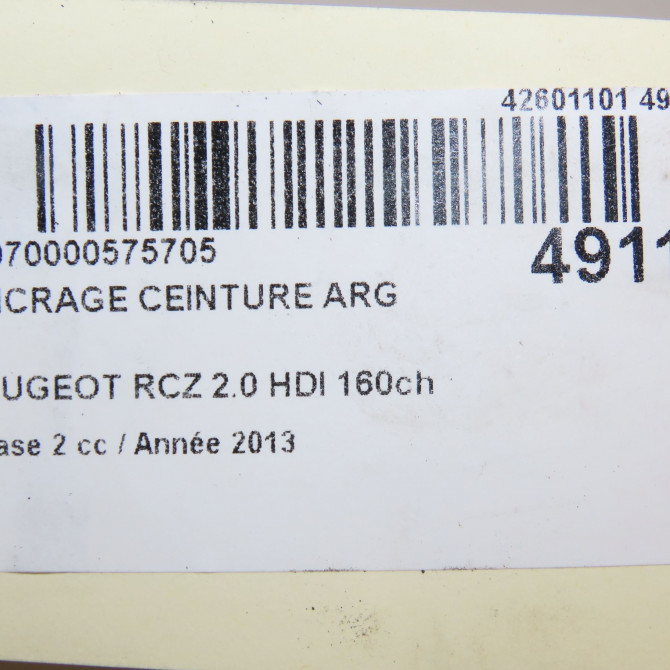 42601101 49
070000575705
4911
NCRAGE CEINTURE ARG
UGEOT RCZ 2.0 HDI 160ch
ase 2 cc / Année 2013